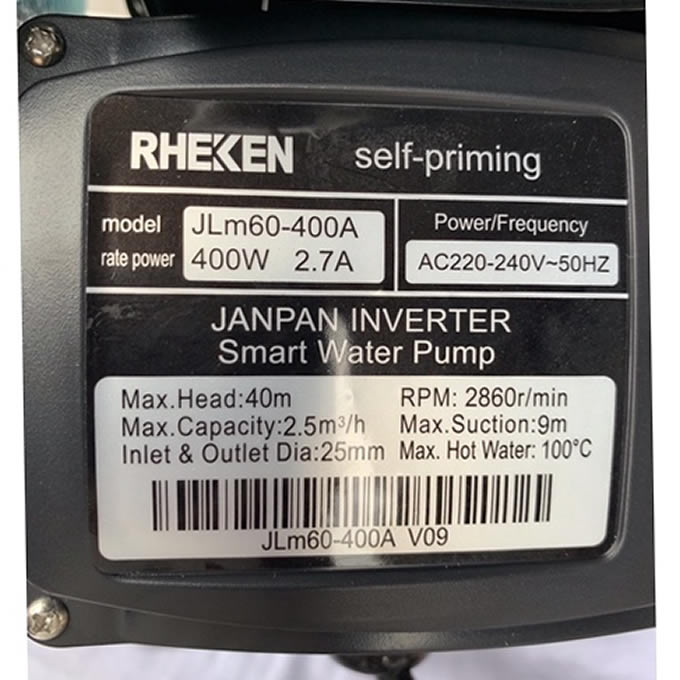 RHEKEN self-priming
model JLm60-400A Power/Frequency
rate power 400W 2.7A AC220-240V~50HZ
JANPAN INVERTER
Smart Water Pump
Max.Head:40m RPM: 2860r/min
Max.Capacity:2.5m³/h Max.Suction:9m
Inlet & Outlet Dia:25mm Max. Hot Water: 100°C
JLm60-400A V09